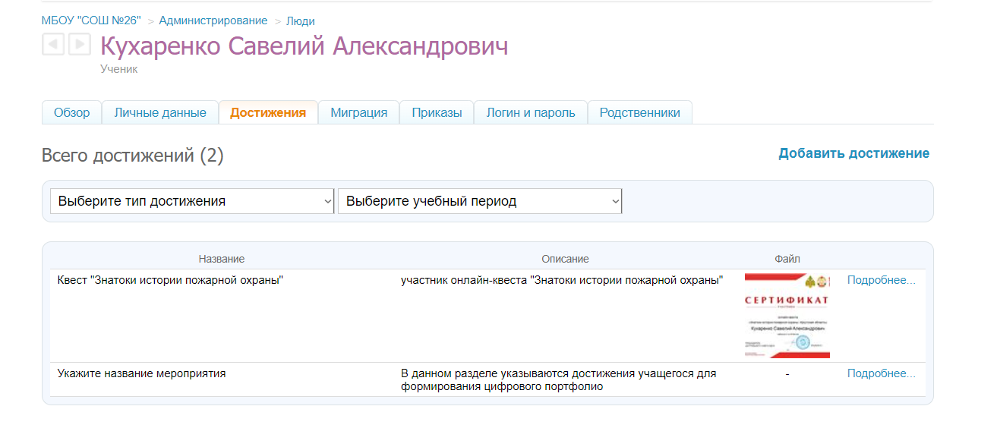 МБОУ "СОШ №26" > Администрирование > Люди
Кухаренко Савелий Александрович
Ученик
Обзор Личные данные Достижения Миграция Приказы Логин и пароль Родственники
Всего достижений (2) Добавить достижение
Выберите тип достижения Выберите учебный период
Название Описание Файл
Квест "Знатоки истории пожарной охраны" участник онлайн-квеста "Знатоки истории пожарной охраны" Подробнее...
СЕРТИФИКАТ
Кухаренко Савелий Александрович
Укажите название мероприятия В данном разделе указываются достижения учащегося для - Подробнее...
формирования цифрового портфолио